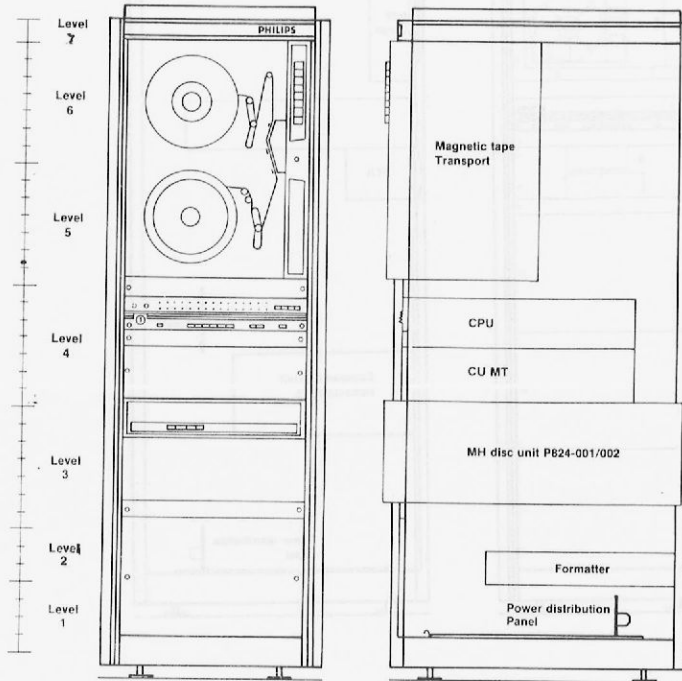 Level
7
PHILIPS
Level
6
Magnetic tape
Transport
Level
5
CPU
Level
4
CU MT
MH disc unit P824-001/002
Level
3
Level
2
Formatter
Level
1
Power distribution
Panel